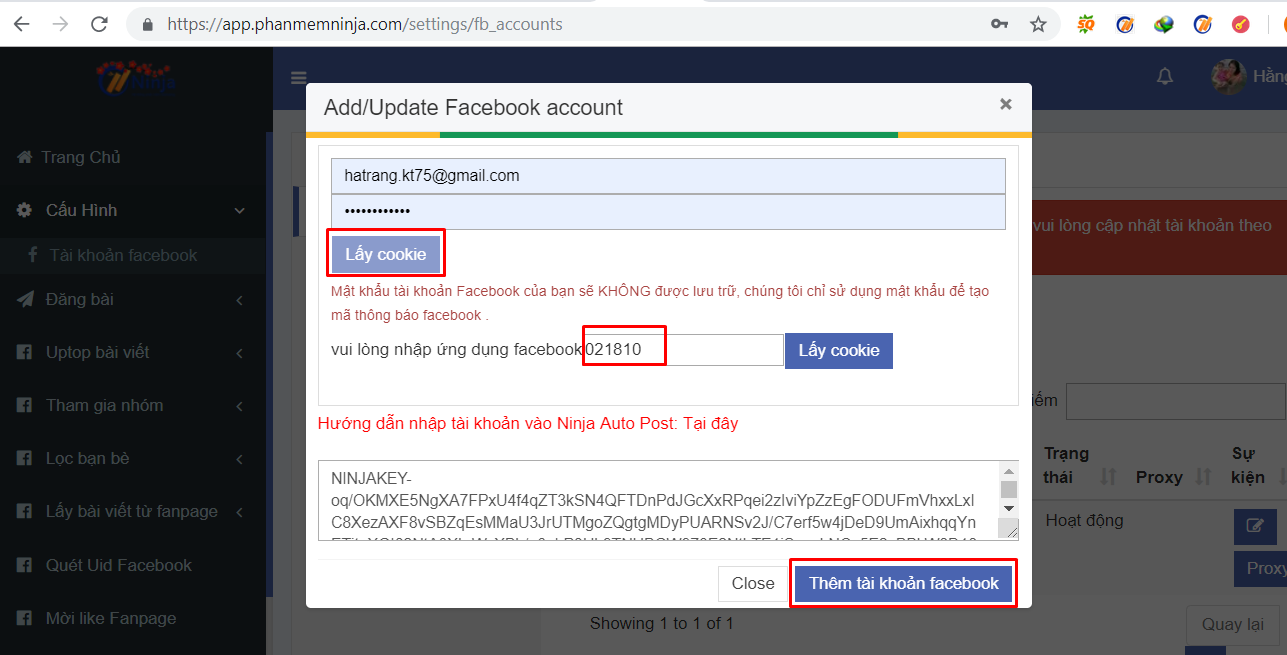 https://app.phanmemninja.com/settings/fb_accounts
Ninja
Hằng
Add/Update Facebook account
×
Trang Chủ
Cấu Hình
Tài khoản facebook
Đăng bài
Uptop bài viết
Tham gia nhóm
Lọc bạn bè
Lấy bài viết từ fanpage
Quét Uid Facebook
Mời like Fanpage
hatrang.kt75@gmail.com
••••••••••••
Lấy cookie
Mật khẩu tài khoản Facebook của bạn sẽ KHÔNG được lưu trữ, chúng tôi chỉ sử dụng mật khẩu để tạo
mã thông báo facebook .
vui lòng nhập ứng dụng facebook 021810 Lấy cookie
Hướng dẫn nhập tài khoản vào Ninja Auto Post: Tại đây
NINJAKEY-
oq/OKMXE5NgXA7FPxU4f4qZT3kSN4QFTDnPdJGcXxRPqei2zIviYpZzEgFODUFmVhxxLxI
C8XezAXF8vSBZqEsMMaU3JrUTMgoZQgtgMDyPUARNSv2J/C7erf5w4jDeD9UmAixhqqYn
Close
Thêm tài khoản facebook
vui lòng cập nhật tài khoản theo
iếm
Trạng
thái
Proxy
Sự
kiện
Hoạt động
Proxy
Showing 1 to 1 of 1
Quay lại